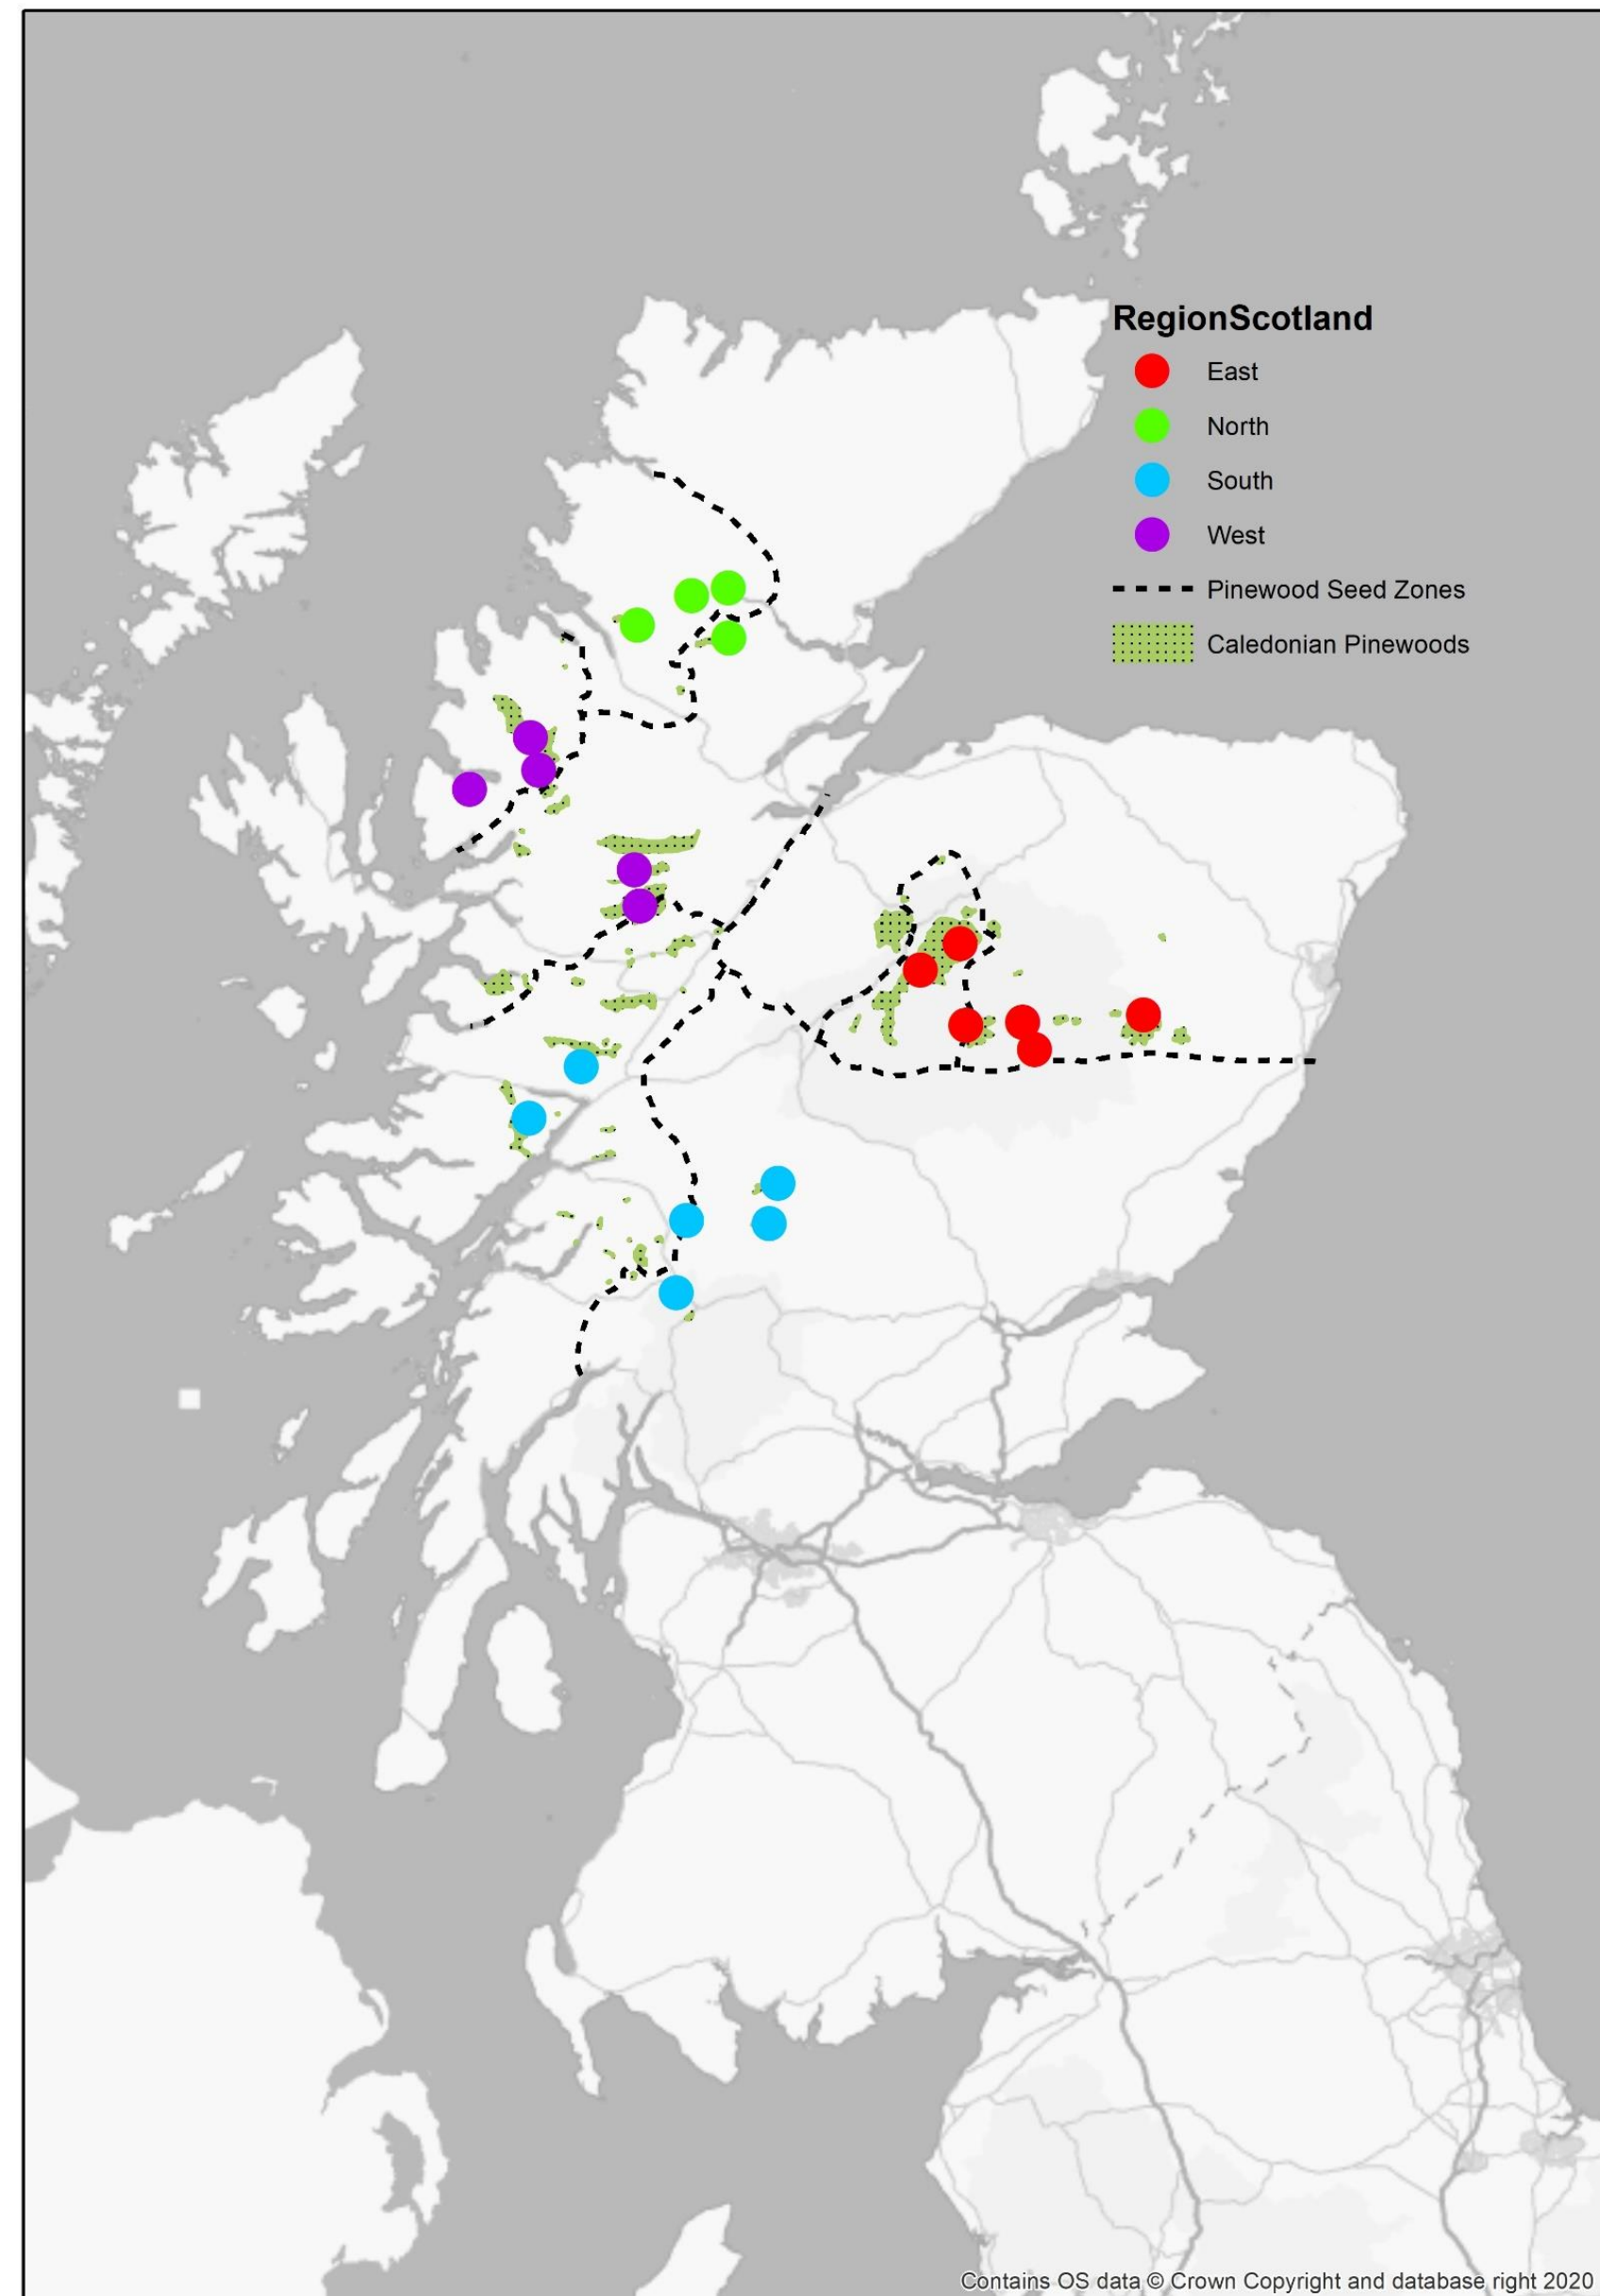 RegionScotland
East
North
South
West
Pinewood Seed Zones
Caledonian Pinewoods
Contains OS data © Crown Copyright and database right 2020